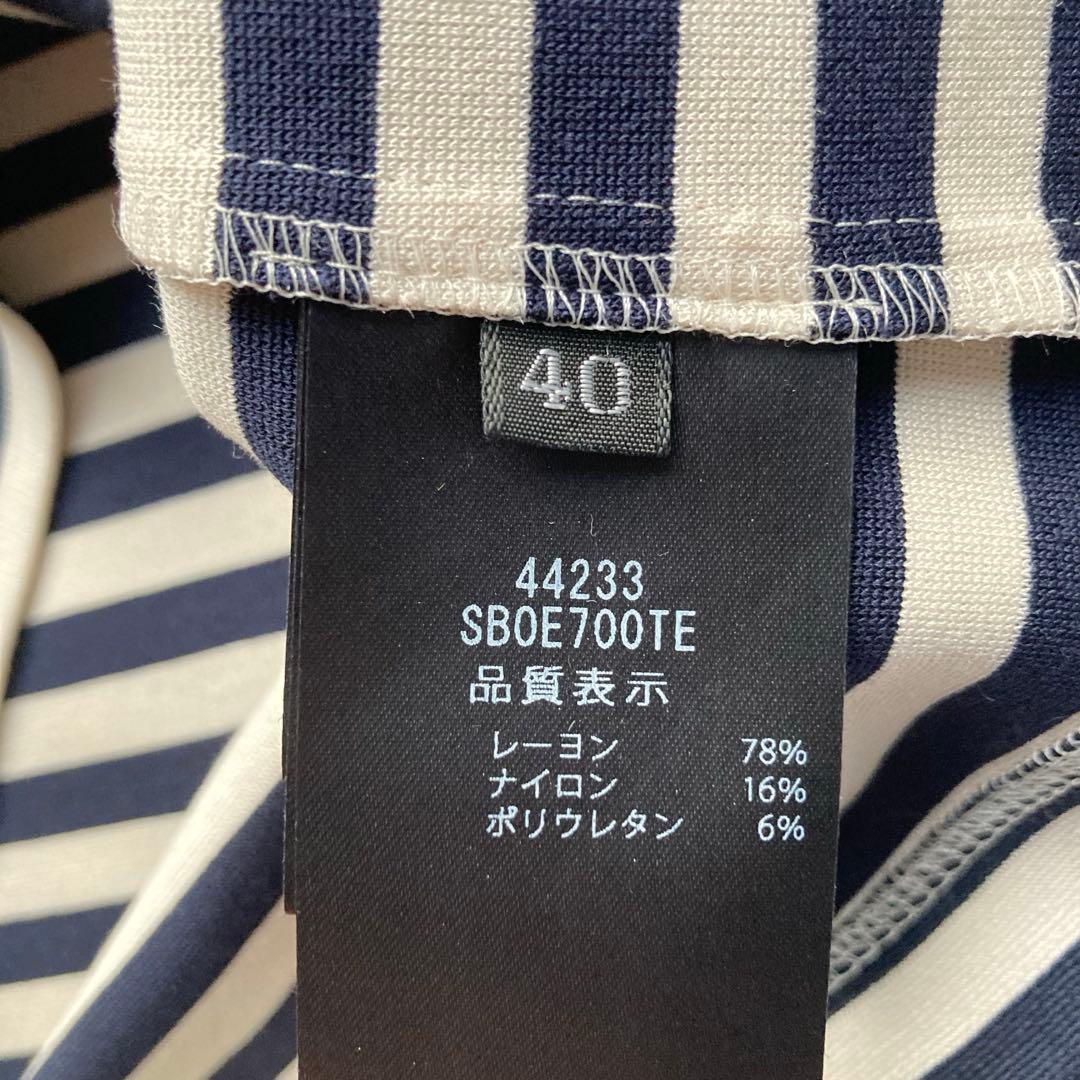 40
44233
SB0E700TE
品質表示
レーヨン 78%
ナイロン 16%
ポリウレタン 6%